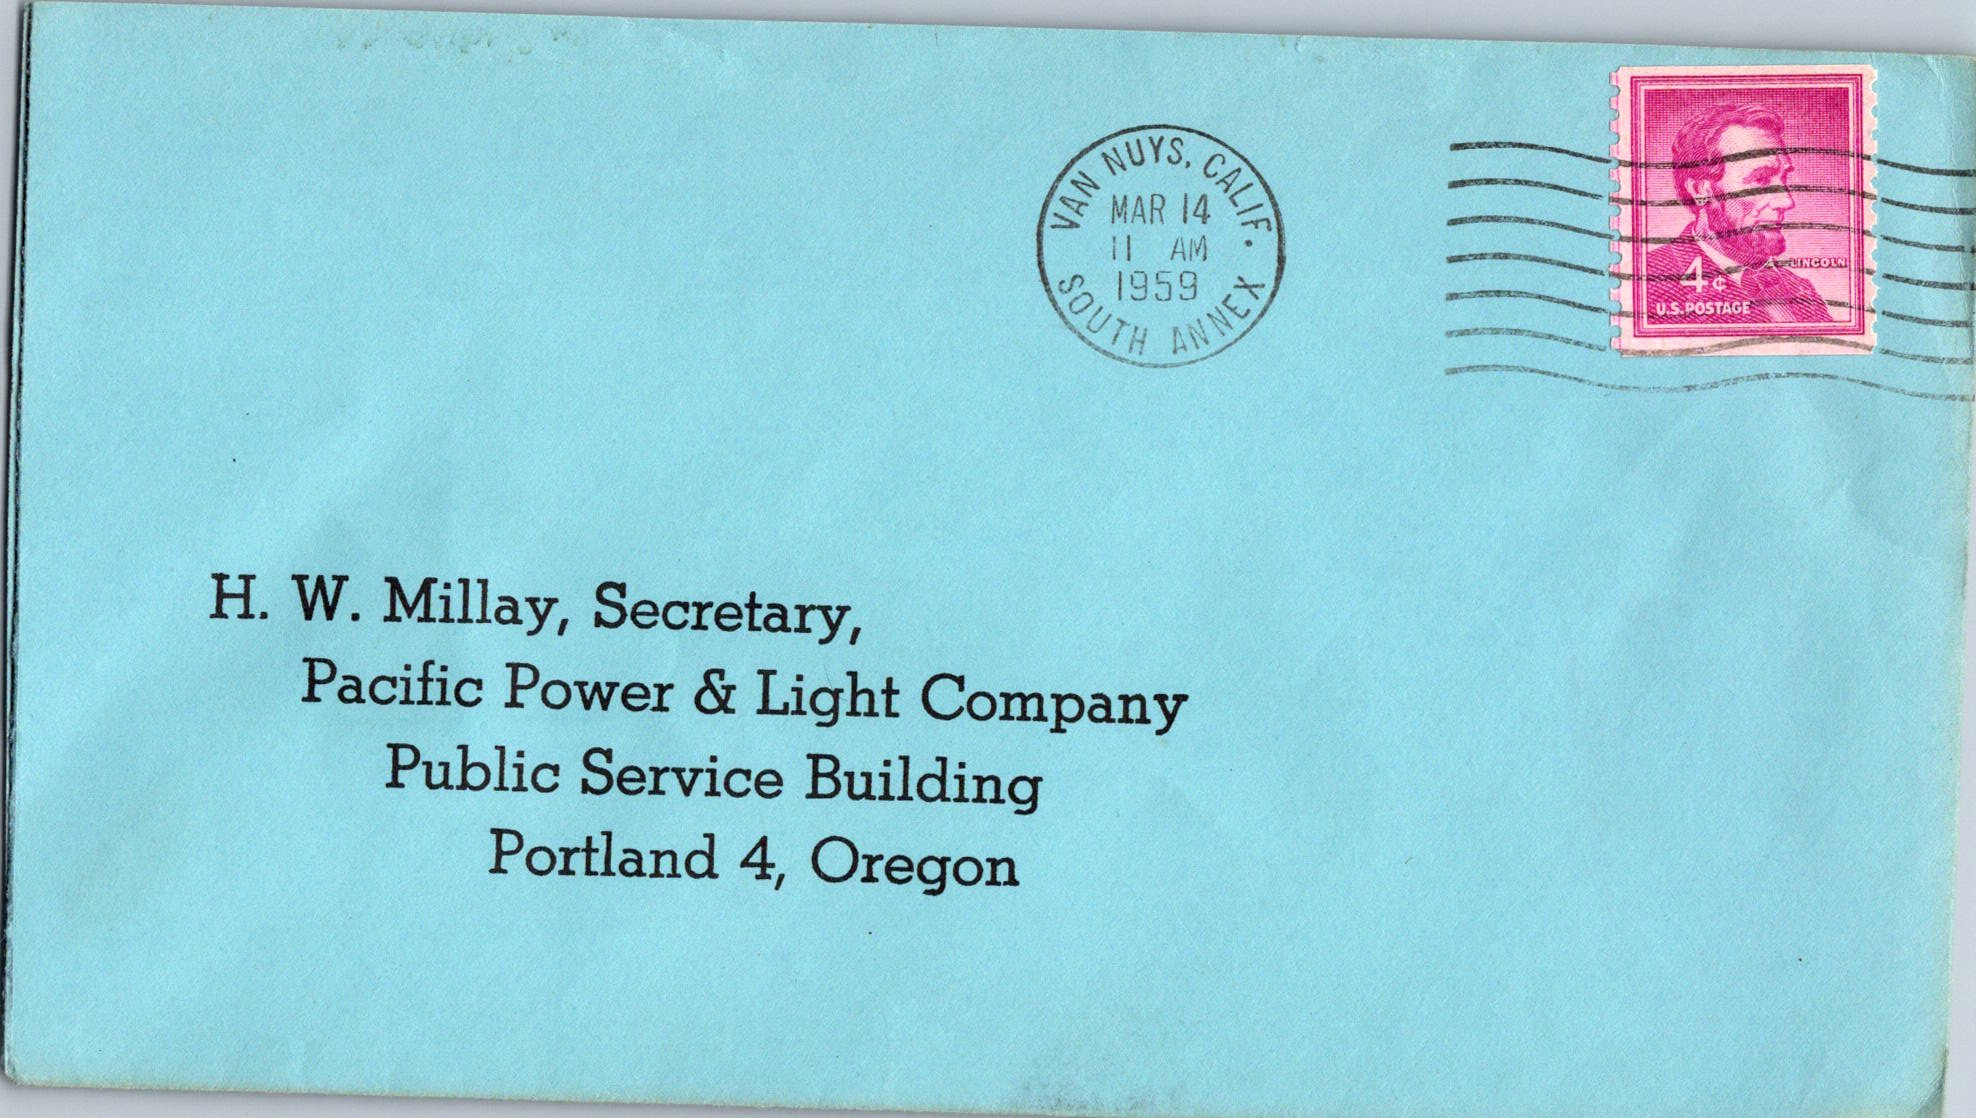 VAN NUYS, CALIF.
MAR 14
11 AM
1959
SOUTH ANNEX
LINCOLN
4¢
U.S. POSTAGE
H. W. Millay, Secretary,
Pacific Power & Light Company
Public Service Building
Portland 4, Oregon